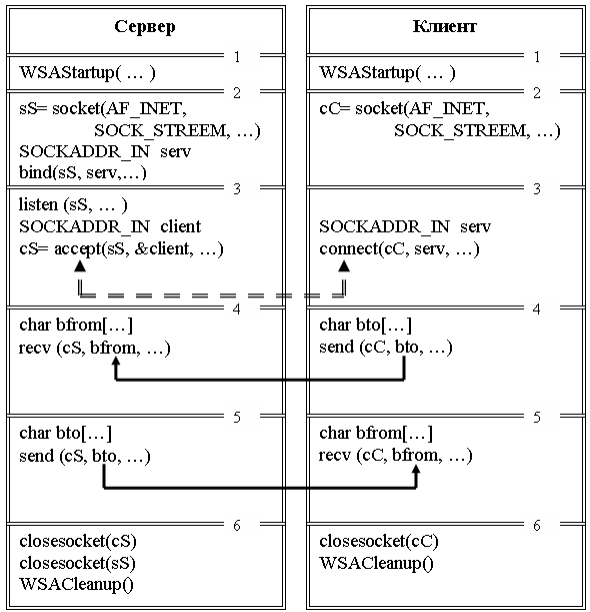 Сервер
1
WSAStartup( … )
2
sS= socket(AF_INET,
SOCK_STREEM, …)
SOCKADDR_IN serv
bind(sS, serv,…)
3
listen (sS, … )
SOCKADDR_IN client
cS= accept(sS, &client, …)
4
char bfrom[…]
recv (cS, bfrom, …)
5
char bto[…]
send (cS, bto, …)
6
closesocket(cS)
closesocket(sS)
WSACleanup()
Клиент
1
WSAStartup( … )
2
cC= socket(AF_INET,
SOCK_STREEM, …)
3
SOCKADDR_IN serv
connect(cC, serv, …)
4
char bto[…]
send (cC, bto, …)
5
char bfrom[…]
recv (cC, bfrom, …)
6
closesocket(cC)
WSACleanup()